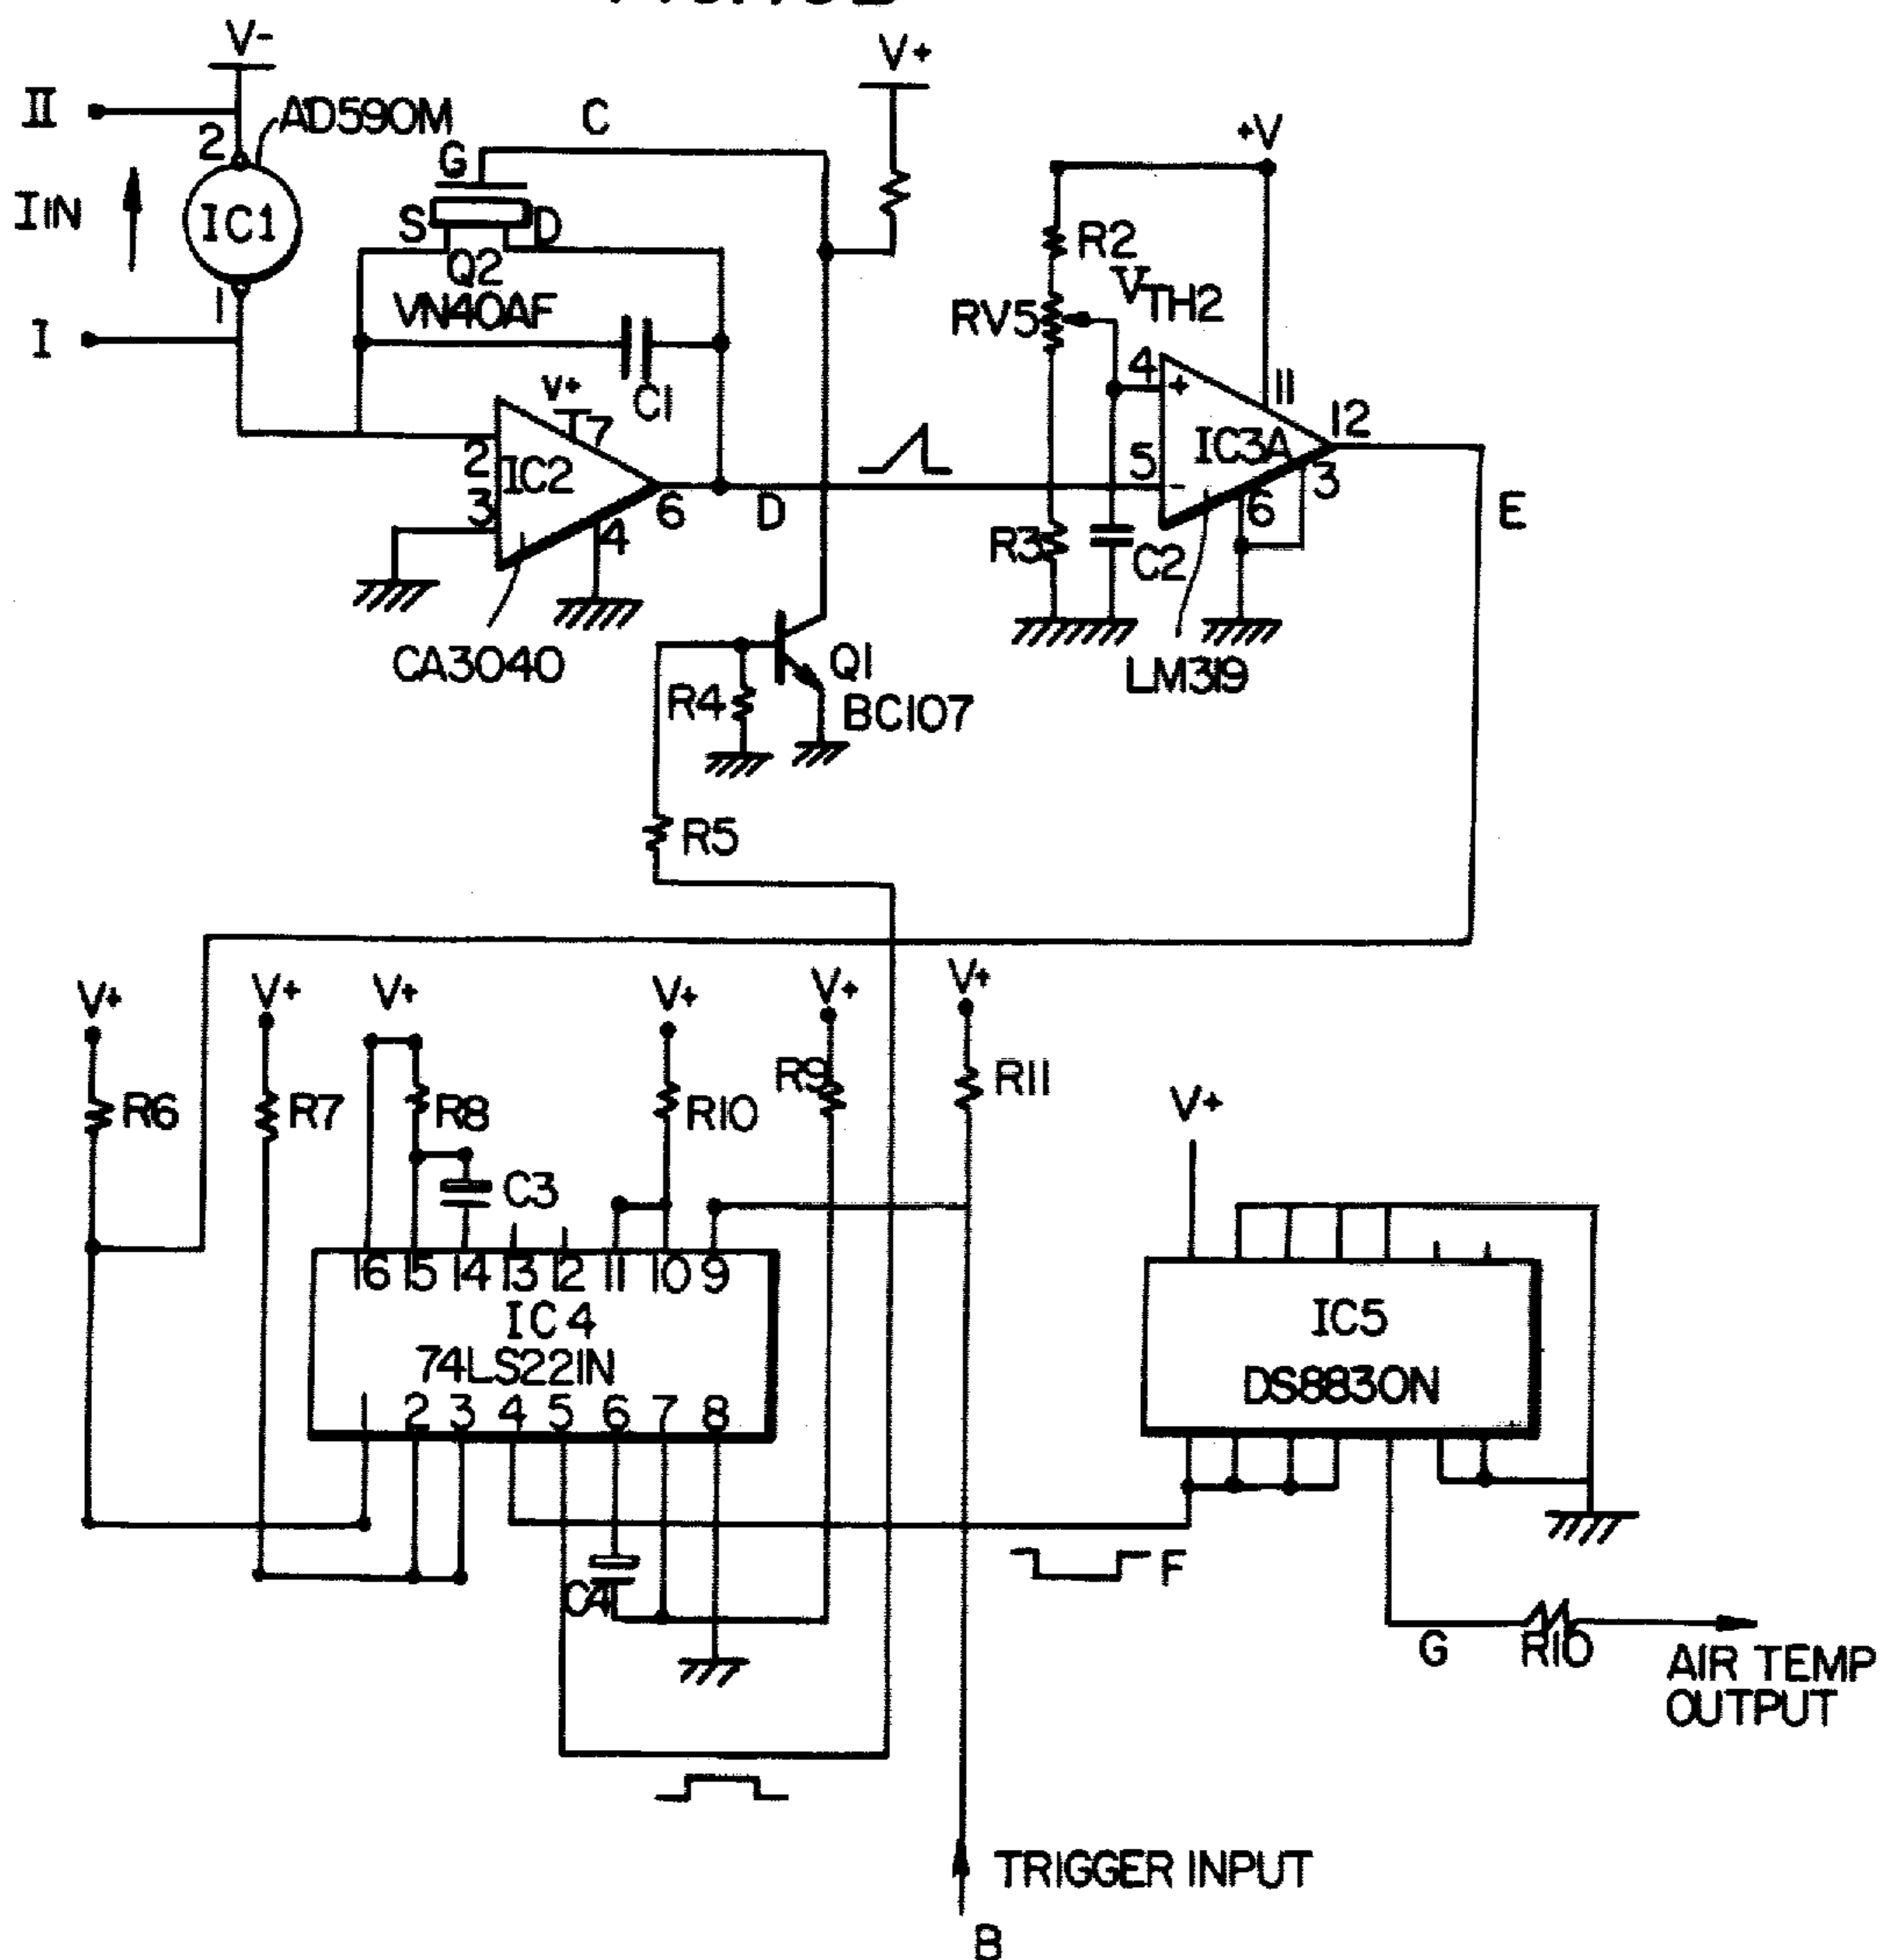 V-
V+
II
2
AD590M
C
G
+V
IIN
IC1
S
D
R2
Q2
VTH2
1
VN40AF
RV5
I
4
+
11
V+
C1
7
12
2
IC2
5
IC3A
3
-
3
6
D
6
E
4
R3
C2
CA3040
Q1
LM319
R4
BC107
R5
V+
V+
V+
V+
V+
V+
R6
R7
R8
R10
R9
R11
V+
C3
16 15 14 13 12 11 10 9
IC4
IC5
74LS221N
DS8830N
2 3 4 5 6 7 8
F
C4
G
R10
AIR TEMP
OUTPUT
TRIGGER INPUT
B